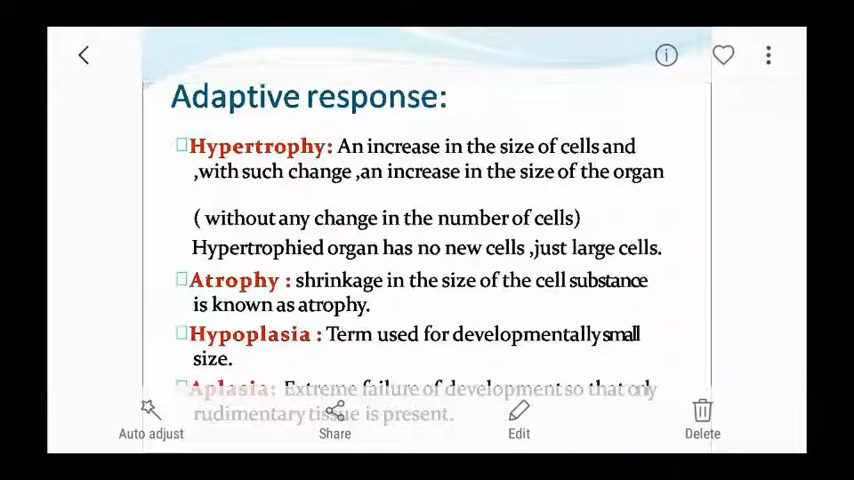 Adaptive response:
Hypertrophy: An increase in the size of cells and
,with such change ,an increase in the size of the organ
( without any change in the number of cells)
Hypertrophied organ has no new cells ,just large cells.
Atrophy : shrinkage in the size of the cell substance
is known as atrophy.
Hypoplasia : Term used for developmentally small
size.
Aplasia: Extreme failure of development so that only
rudimentary tissue is present.
Auto adjust
Share
Edit
Delete